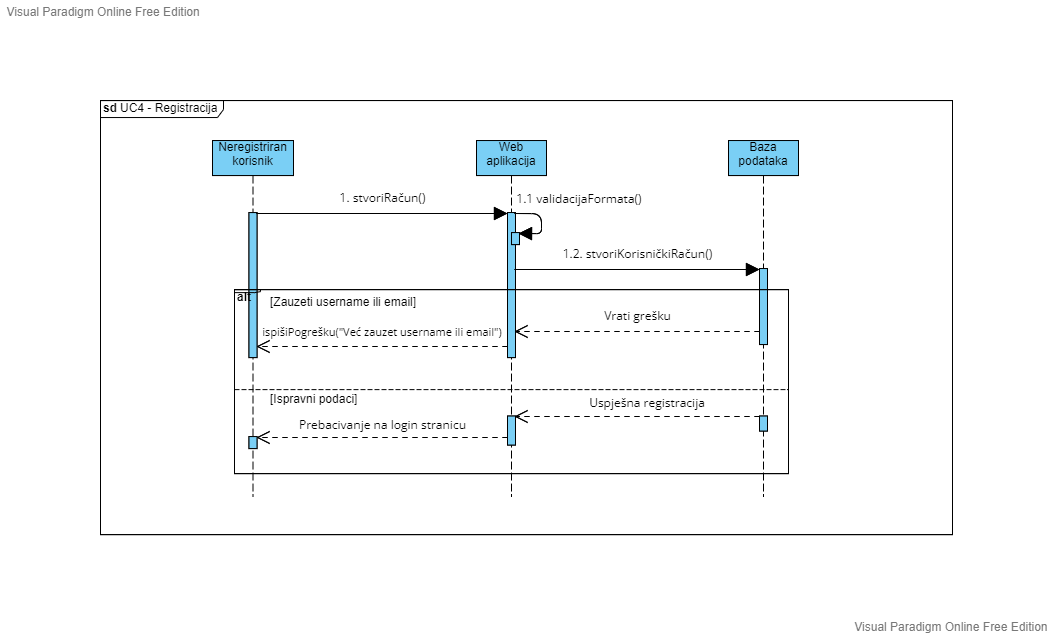 Visual Paradigm Online Free Edition
sd UC4 - Registracija
Neregistriran
korisnik
Web
aplikacija
Baza
podataka
1. stvoriRačun()
1.1 validacijaFormata()
1.2. stvoriKorisničkiRačun()
alt
[Zauzeti username ili email]
Vrati grešku
ispišiPogrešku("Već zauzet username ili email")
[Ispravni podaci]
Uspješna registracija
Prebacivanje na login stranicu
Visual Paradigm Online Free Edition